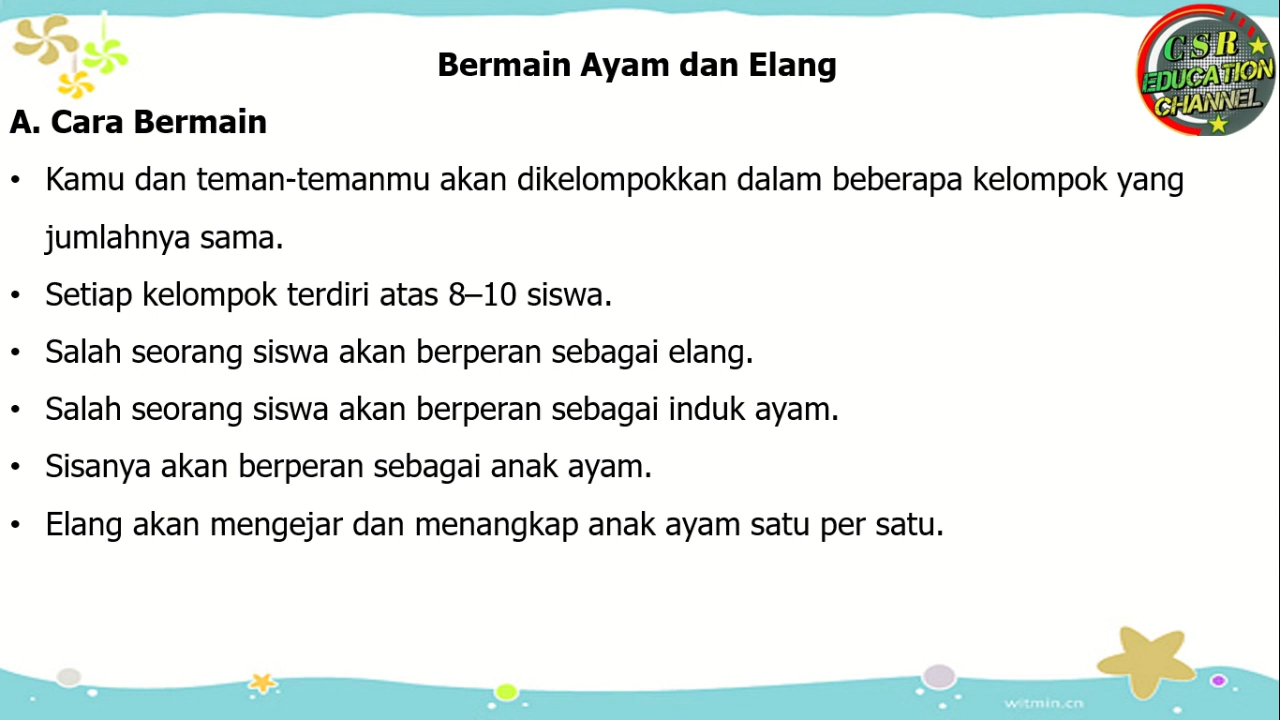 Bermain Ayam dan Elang
CSR
EDUCATION
CHANNEL
A. Cara Bermain
• Kamu dan teman-temanmu akan dikelompokkan dalam beberapa kelompok yang
jumlahnya sama.
• Setiap kelompok terdiri atas 8–10 siswa.
• Salah seorang siswa akan berperan sebagai elang.
• Salah seorang siswa akan berperan sebagai induk ayam.
• Sisanya akan berperan sebagai anak ayam.
• Elang akan mengejar dan menangkap anak ayam satu per satu.
witmin.cn